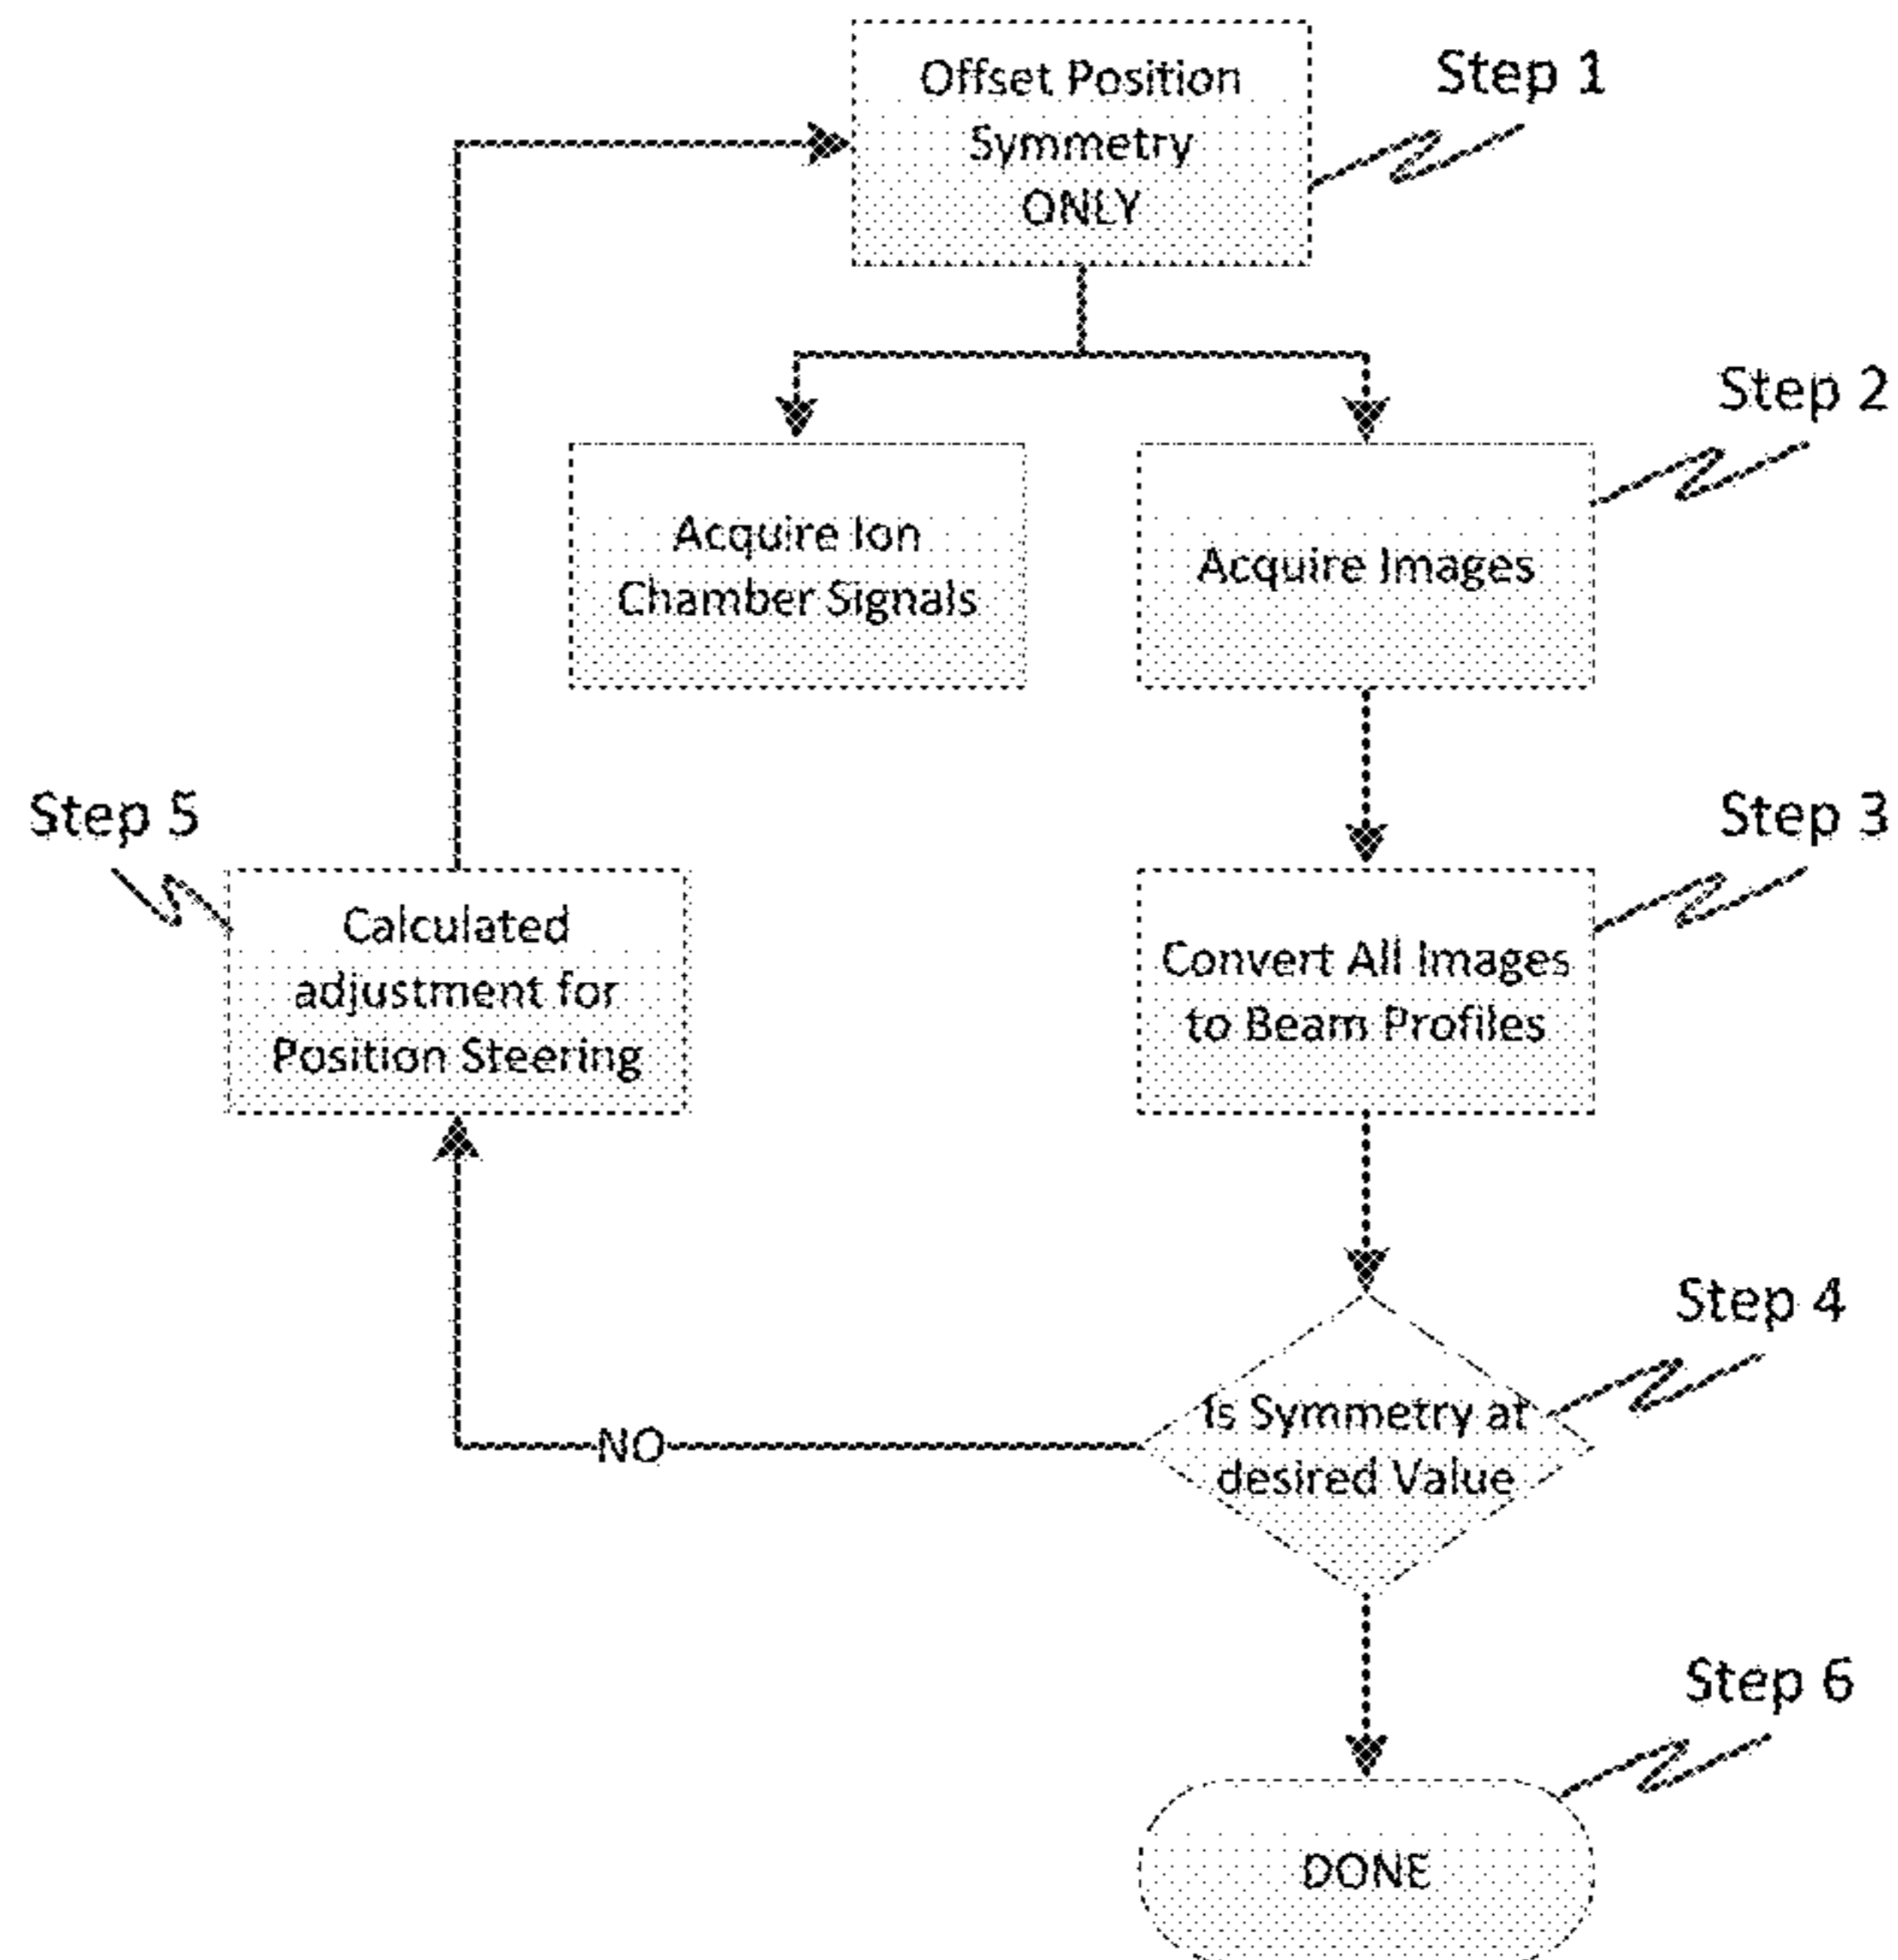 Offset Position
Symmetry
ONLY
Step 1
Step 2
Acquire Ion
Chamber Signals
Acquire Images
Step 5
Step 3
Calculated
adjustment for
Position Steering
Convert All Images
to Beam Profiles
Step 4
Is Symmetry at
desired Value
NO
Step 6
DONE